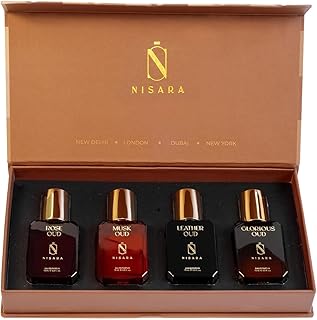 NISARA
NEW DELHI LONDON DUBAI NEW YORK
ROSE
OUD
NISARA
MUSK
OUD
NISARA
LEATHER
OUD
NISARA
GLORIOUS
OUD
NISARA